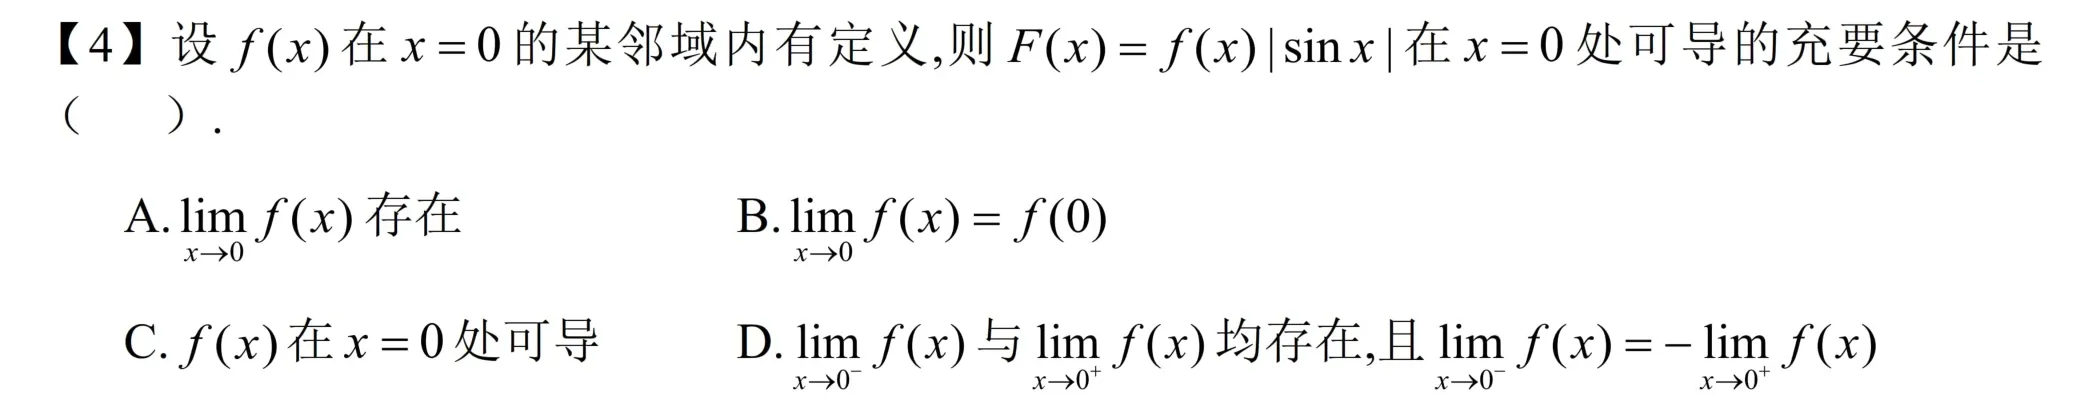 【4】设 f(x) 在 x = 0 的某邻域内有定义,则 F(x) = f(x) | sin x | 在 x = 0 处可导的充要条件是
（　　）.
A. lim_{x→0} f(x) 存在　　B. lim_{x→0} f(x) = f(0)
C. f(x) 在 x = 0 处可导　　D. lim_{x→0⁻} f(x) 与 lim_{x→0⁺} f(x) 均存在,且 lim_{x→0⁻} f(x) = − lim_{x→0⁺} f(x)